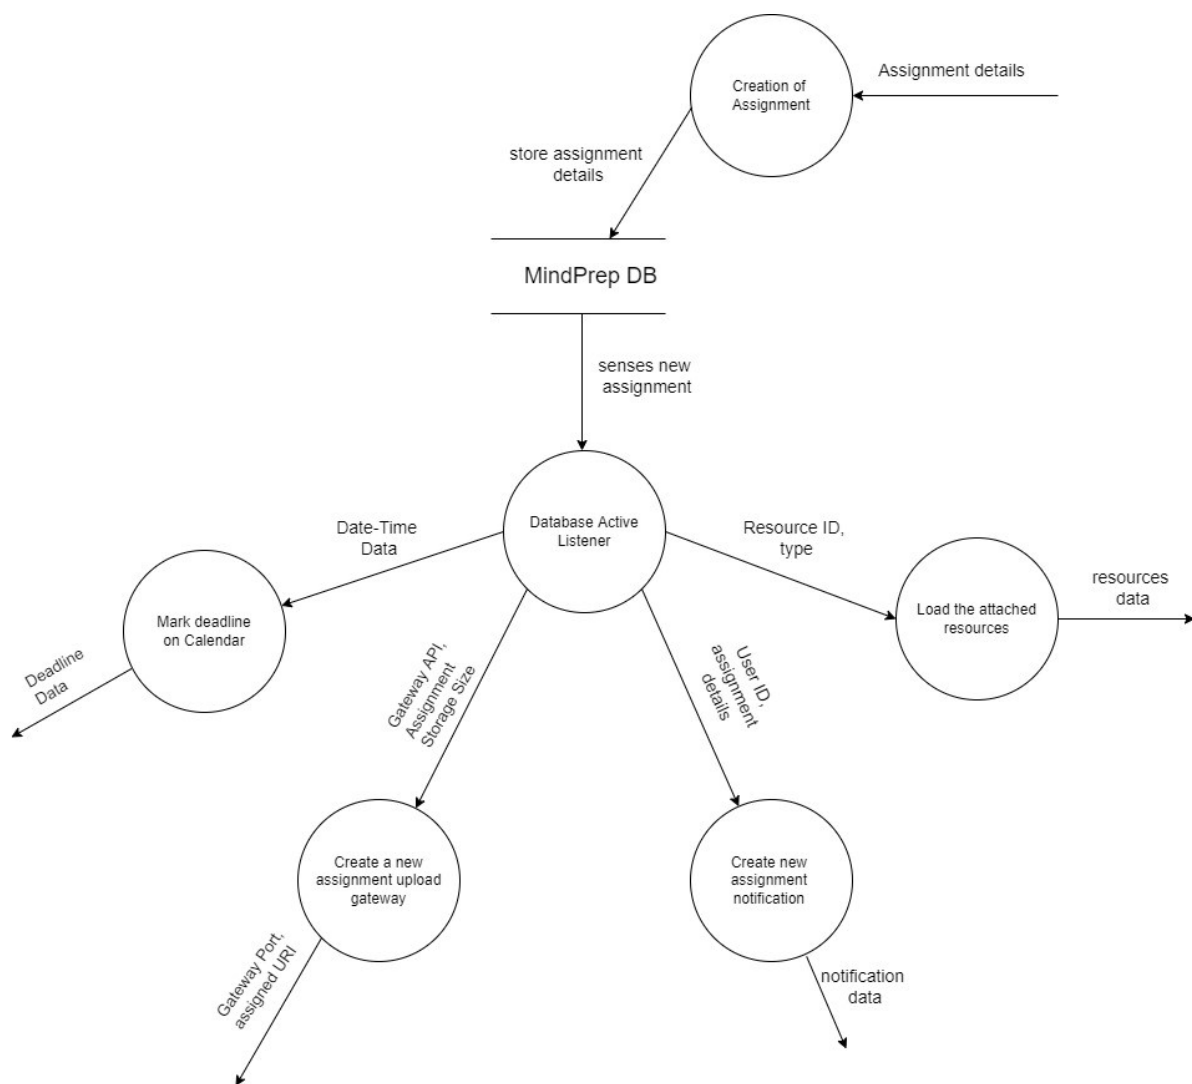 Creation of
Assignment
Assignment details
store assignment
details
MindPrep DB
senses new
assignment
Database Active
Listener
Date-Time
Data
Resource ID,
type
Mark deadline
on Calendar
Load the attached
resources
resources
data
Deadline
Data
Gateway API,
Assignment
Storage Size
User ID,
assignment
details
Create a new
assignment upload
gateway
Create new
assignment
notification
Gateway Port,
assigned URI
notification
data